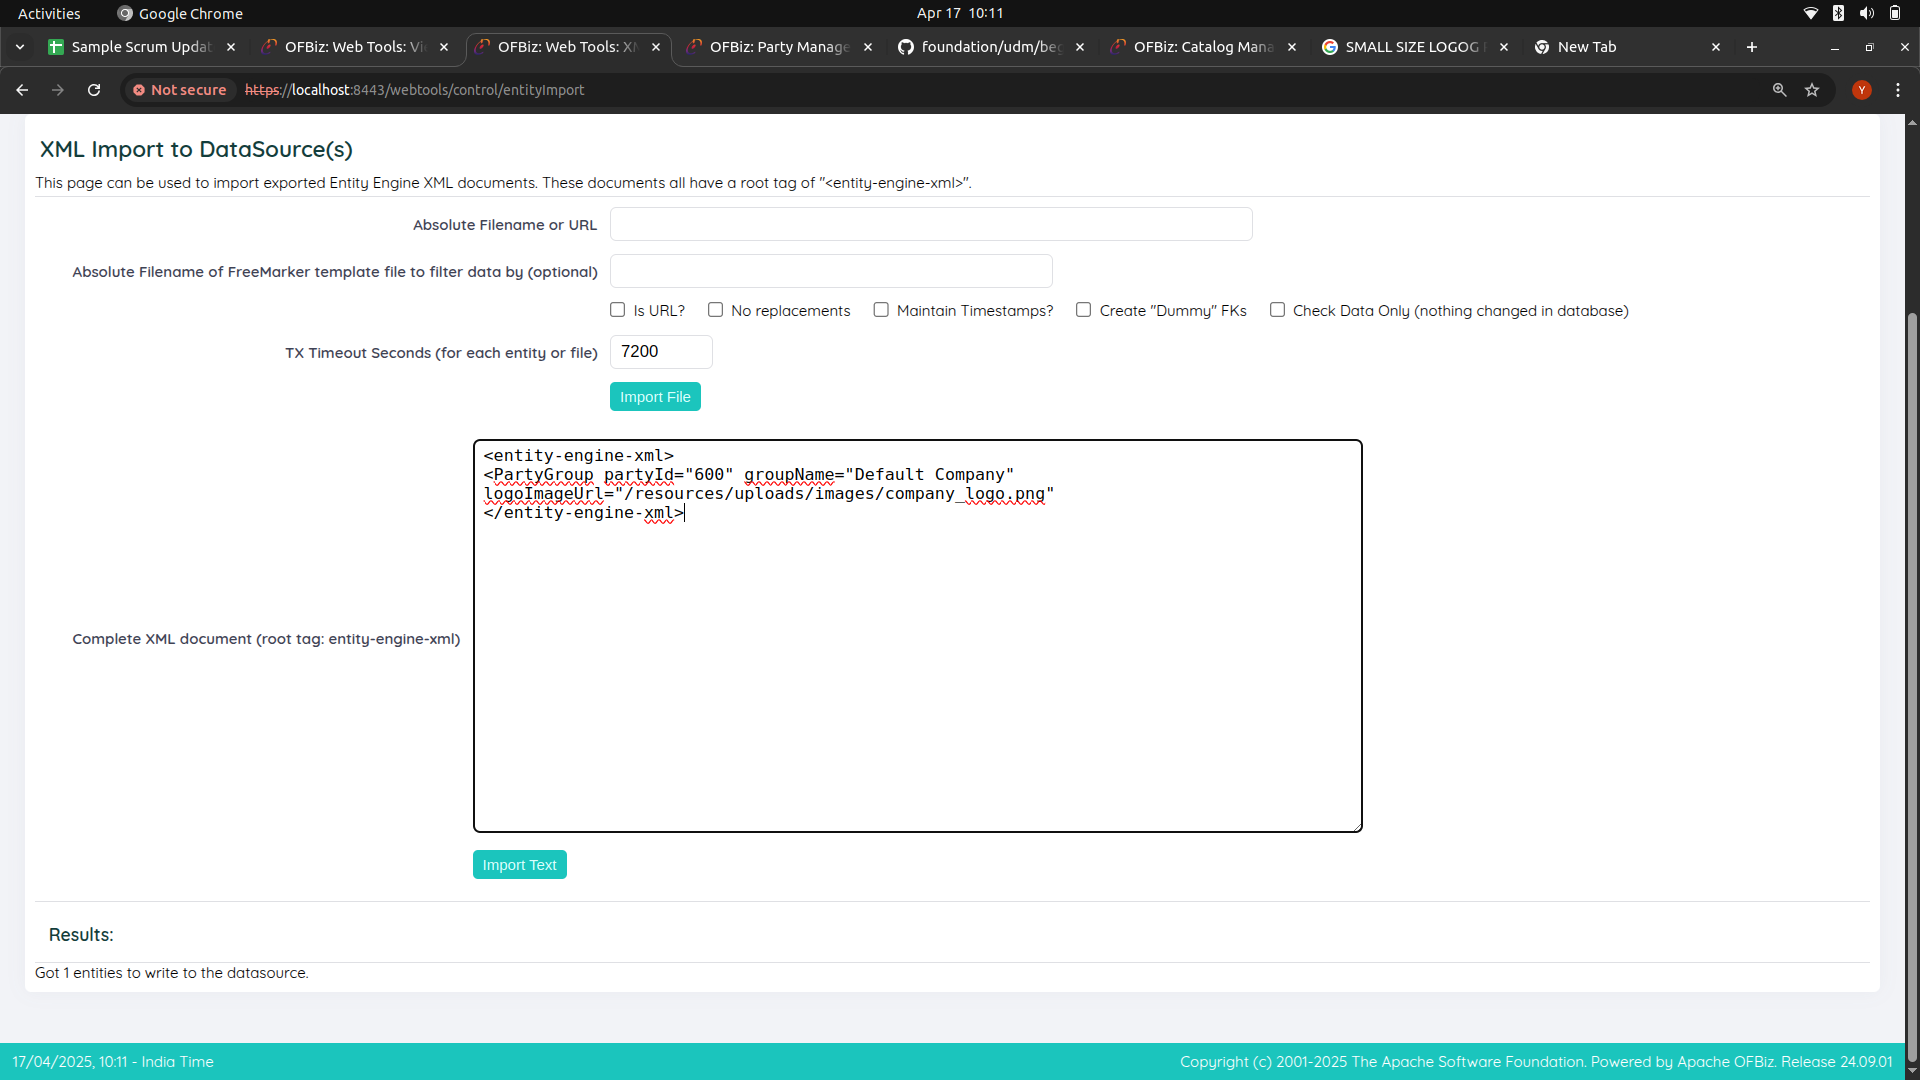 Activities
Google Chrome
Apr 17 10:11
Sample Scrum Updat
OFBiz: Web Tools: Vi
OFBiz: Web Tools: XM
OFBiz: Party Manage
foundation/udm/beg
OFBiz: Catalog Mana
SMALL SIZE LOGOG
New Tab
Not secure
https://localhost:8443/webtools/control/entityImport
Y
XML Import to DataSource(s)
This page can be used to import exported Entity Engine XML documents. These documents all have a root tag of "<entity-engine-xml>".
Absolute Filename or URL
Absolute Filename of FreeMarker template file to filter data by (optional)
Is URL? No replacements Maintain Timestamps? Create "Dummy" FKs Check Data Only (nothing changed in database)
TX Timeout Seconds (for each entity or file) 7200
Import File
<entity-engine-xml>
<PartyGroup partyId="600" groupName="Default Company"
logoImageUrl="/resources/uploads/images/company_logo.png"
</entity-engine-xml>
Complete XML document (root tag: entity-engine-xml)
Import Text
Results:
Got 1 entities to write to the datasource.
17/04/2025, 10:11 - India Time
Copyright (c) 2001-2025 The Apache Software Foundation. Powered by Apache OFBiz. Release 24.09.01